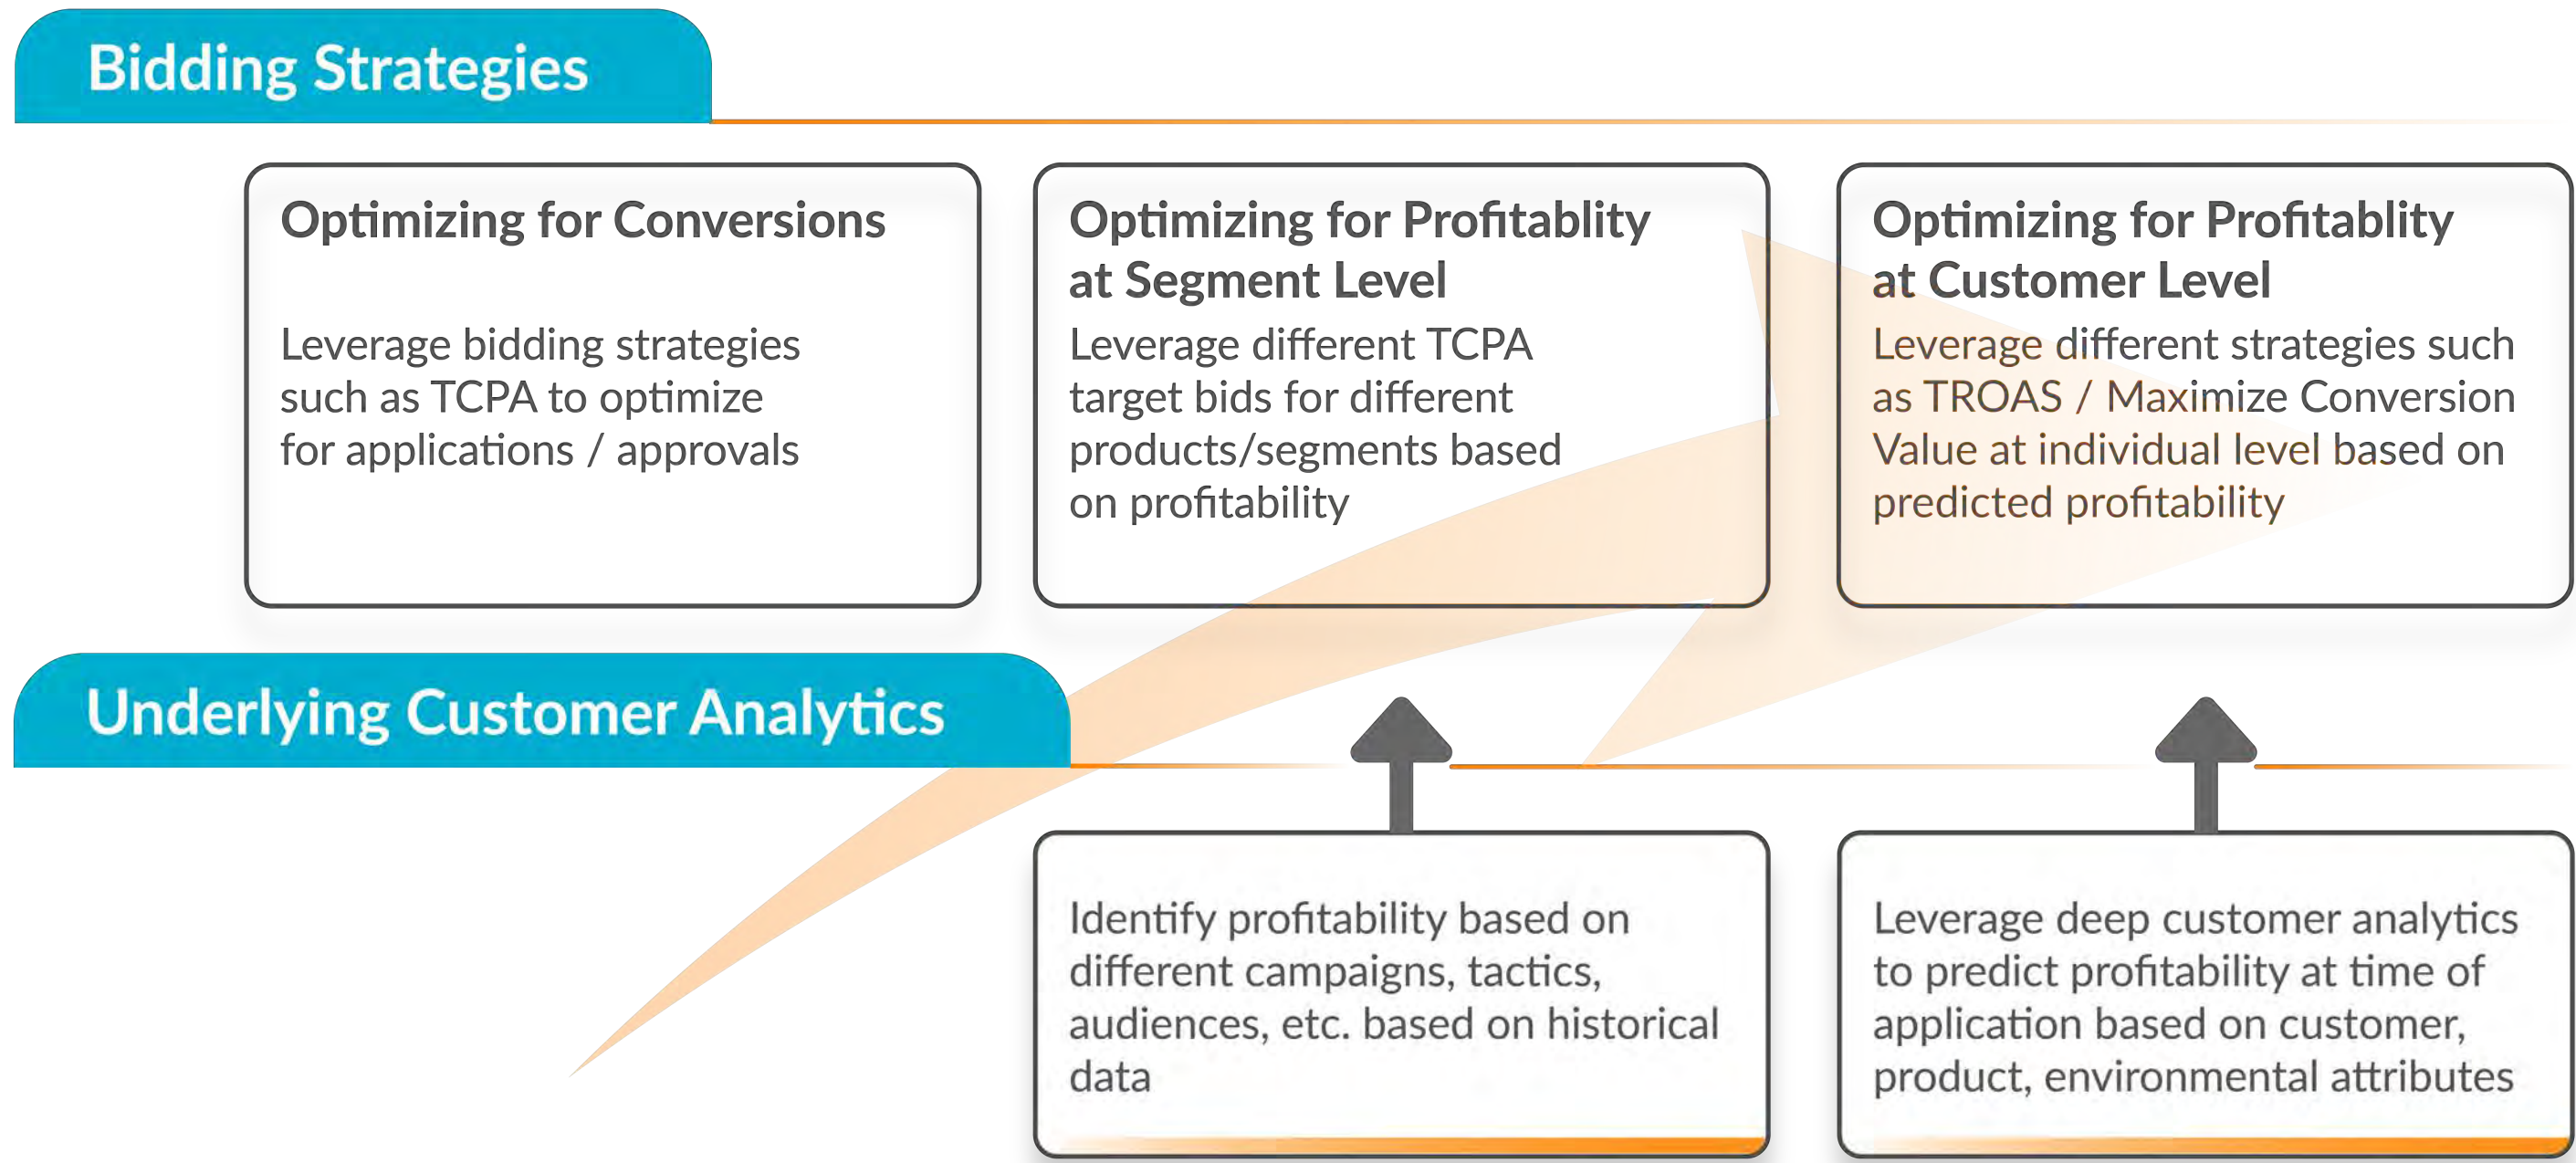 Bidding Strategies
Optimizing for Conversions
Leverage bidding strategies
such as TCPA to optimize
for applications / approvals
Optimizing for Profitablity
at Segment Level
Leverage different TCPA
target bids for different
products/segments based
on profitability
Optimizing for Profitablity
at Customer Level
Leverage different strategies such
as TROAS / Maximize Conversion
Value at individual level based on
predicted profitability
Underlying Customer Analytics
Identify profitability based on
different campaigns, tactics,
audiences, etc. based on historical
data
Leverage deep customer analytics
to predict profitability at time of
application based on customer,
product, environmental attributes